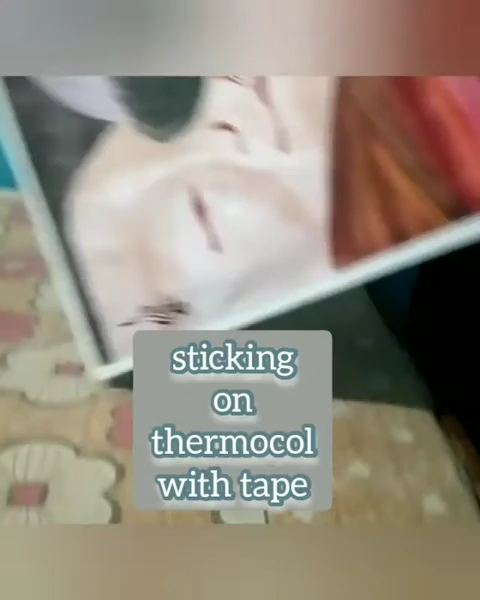 sticking
on
thermocol
with tape